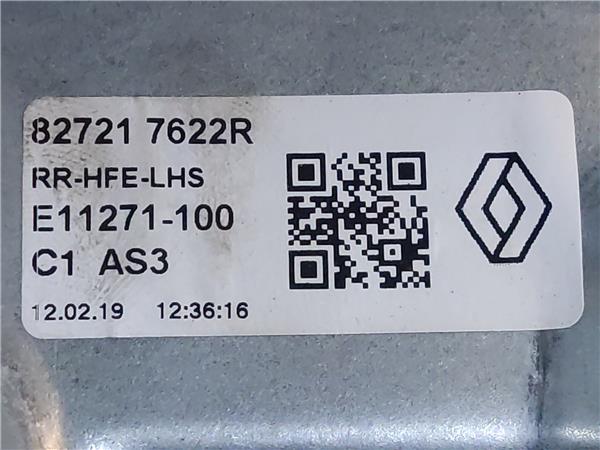 82721 7622R
RR-HFE-LHS
E11271-100
C1 AS3
12.02.19 12:36:16